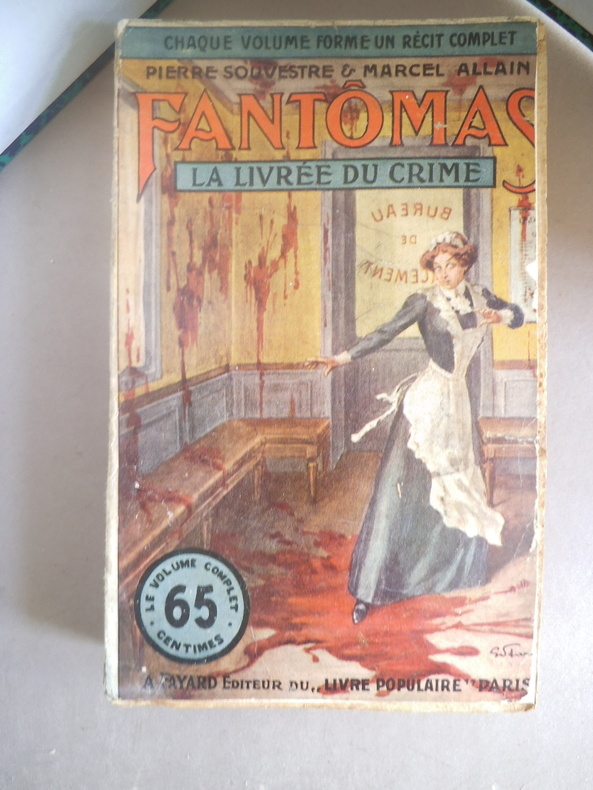 CHAQUE VOLUME FORME UN RÉCIT COMPLET
PIERRE SOUVESTRE & MARCEL ALLAIN
FANTÔMAS
LA LIVRÉE DU CRIME
BUREAU
DE
LE VOLUME COMPLET
65
CENTIMES
A. FAYARD EDITEUR DU „LIVRE POPULAIRE" PARIS